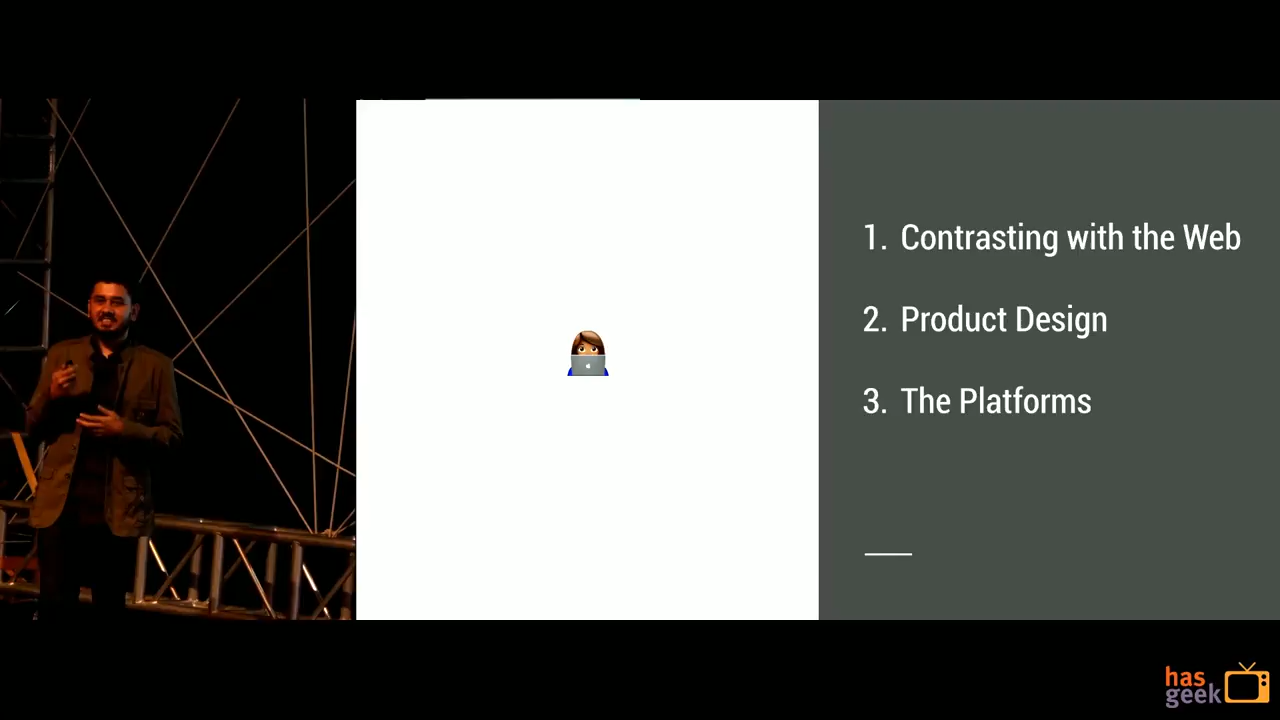 1. Contrasting with the Web
2. Product Design
3. The Platforms
has
geek